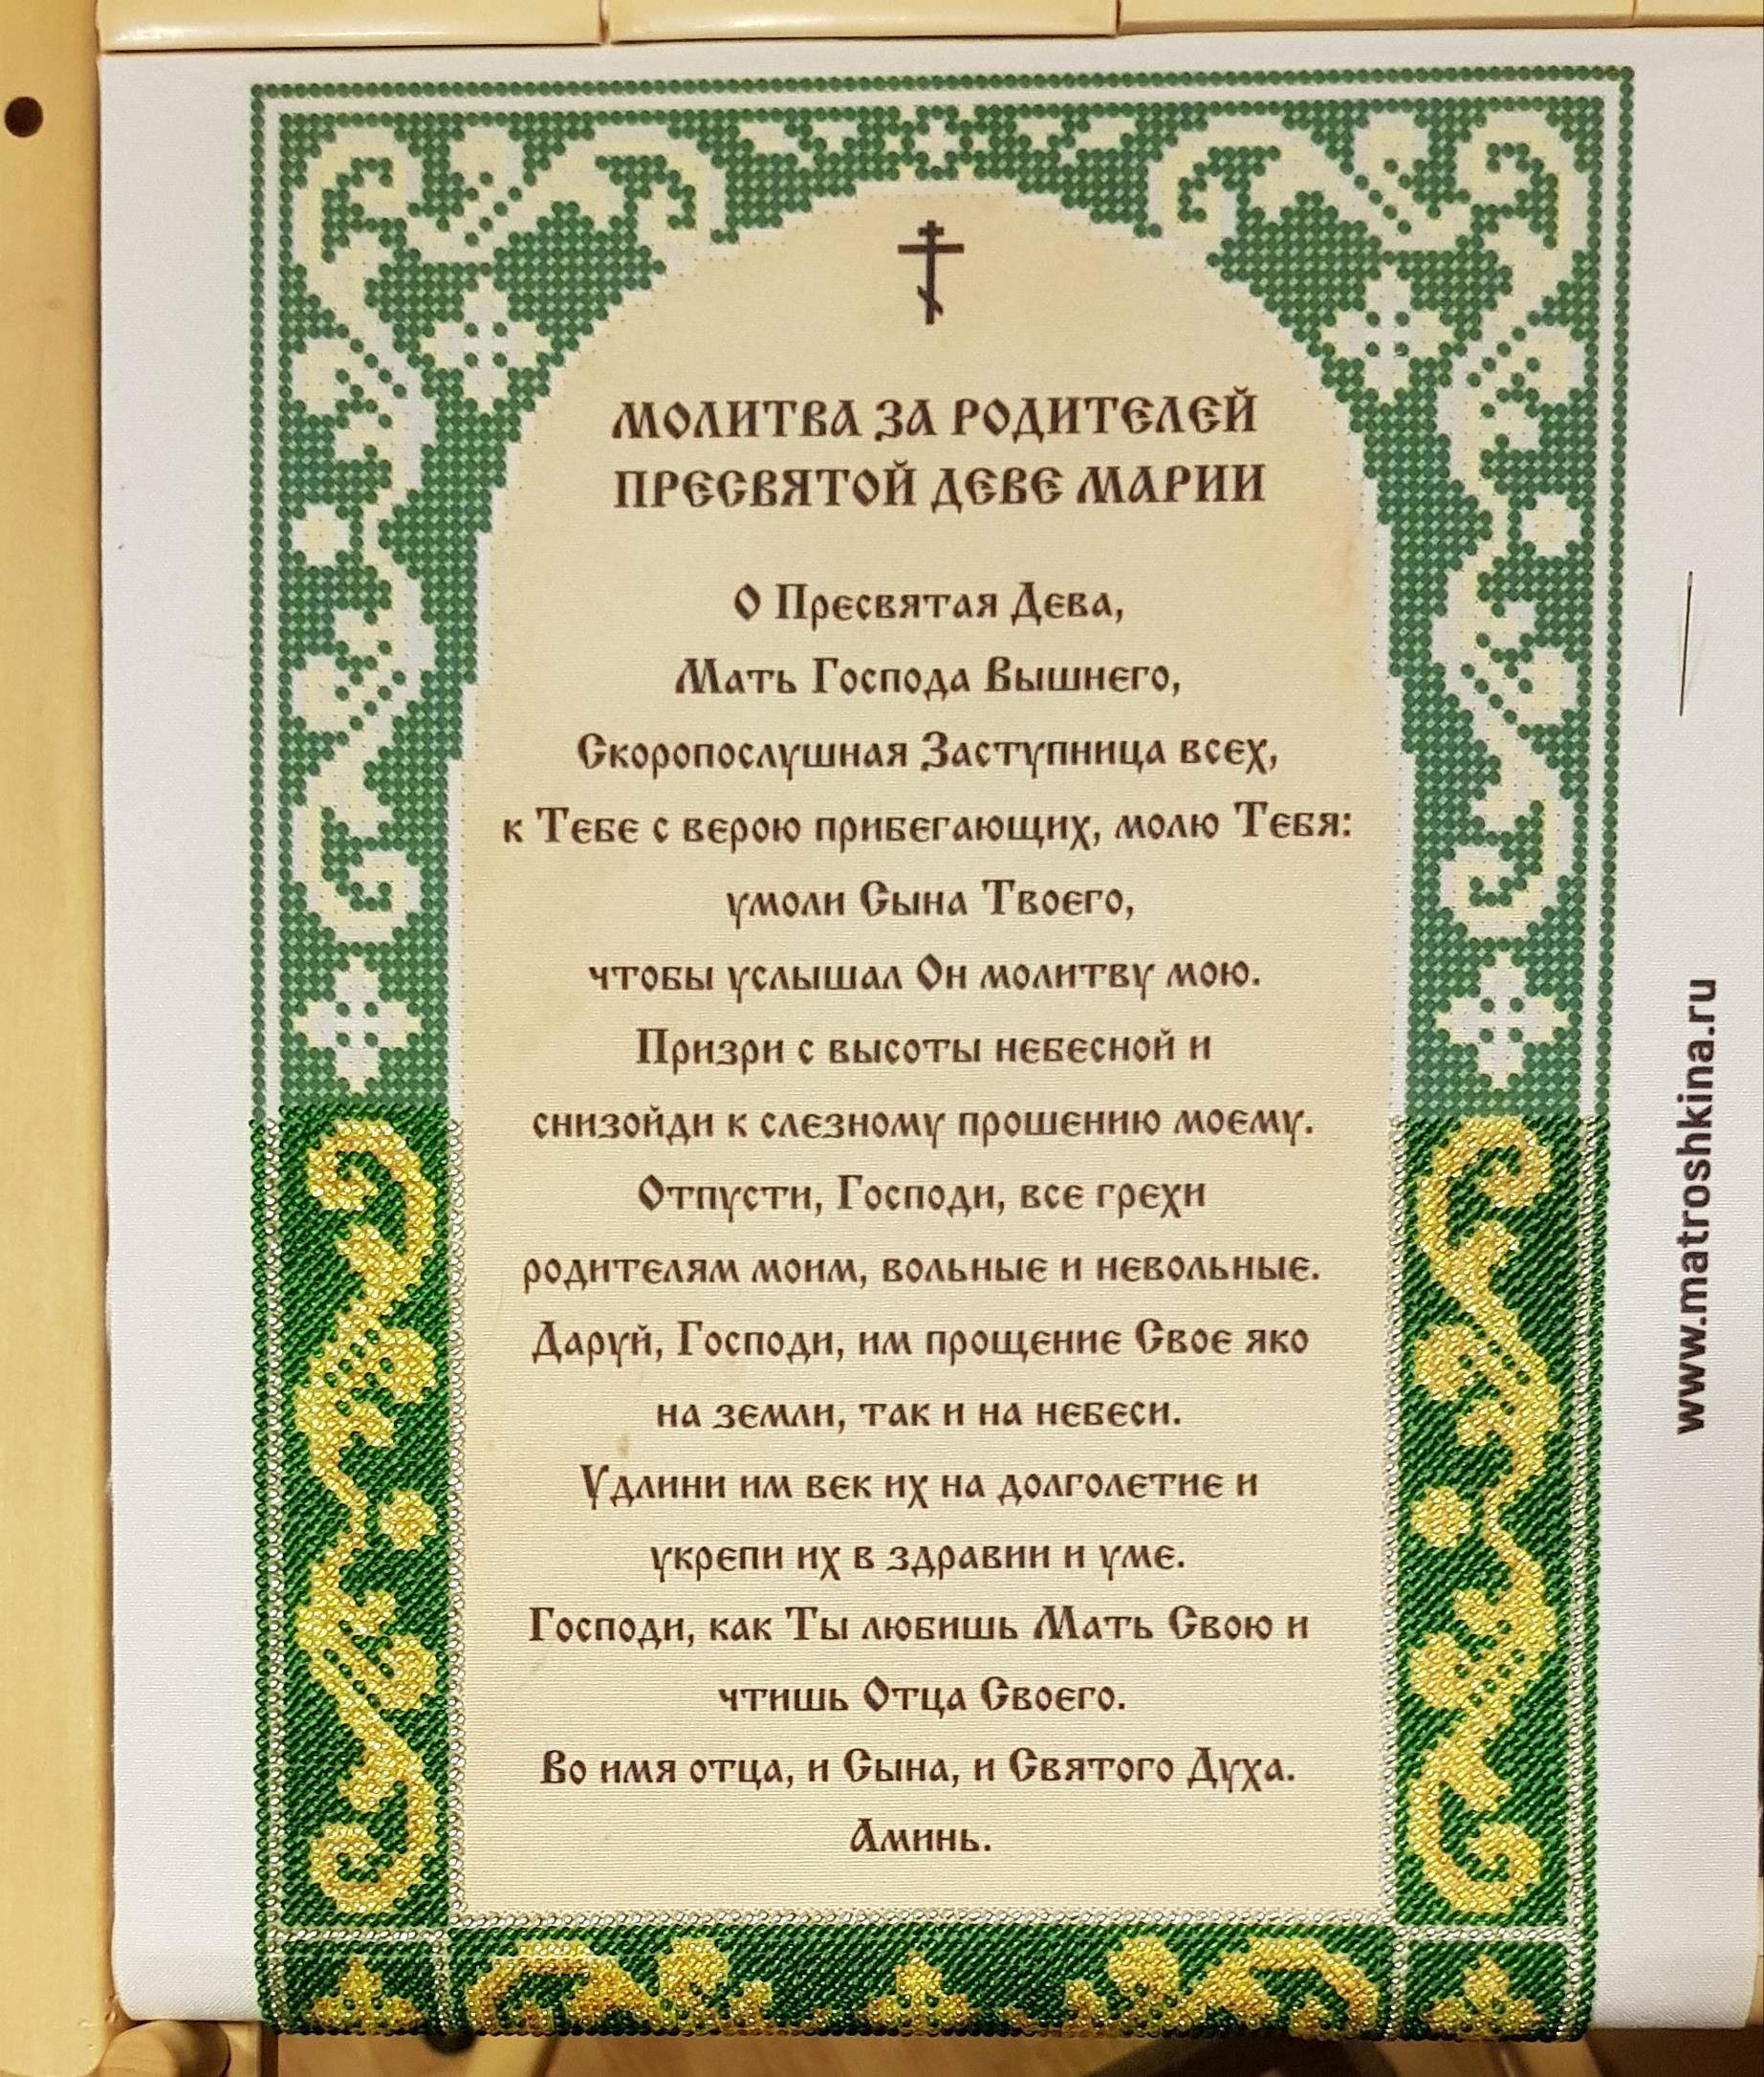 МОЛИТВА ЗА РОДИТЕЛЕЙ
ПРЕСВЯТОЙ ДЕВЕ МАРИИ
О Пресвятая Дева,
Мать Господа Вышнего,
Скоропослушная Заступница всех,
к Тебе с верою прибегающих, молю Тебя:
умоли Сына Твоего,
чтобы услышал Он молитву мою.
Призри с высоты небесной и
снизойди к слезному прошению моему.
Отпусти, Господи, все грехи
родителям моим, вольные и невольные.
Даруй, Господи, им прощение Свое яко
на земли, так и на небеси.
Удлини им век их на долголетие и
укрепи их в здравии и уме.
Господи, как Ты любишь Мать Свою и
чтишь Отца Своего.
Во имя отца, и Сына, и Святого Духа.
Аминь.
www.matroshkina.ru